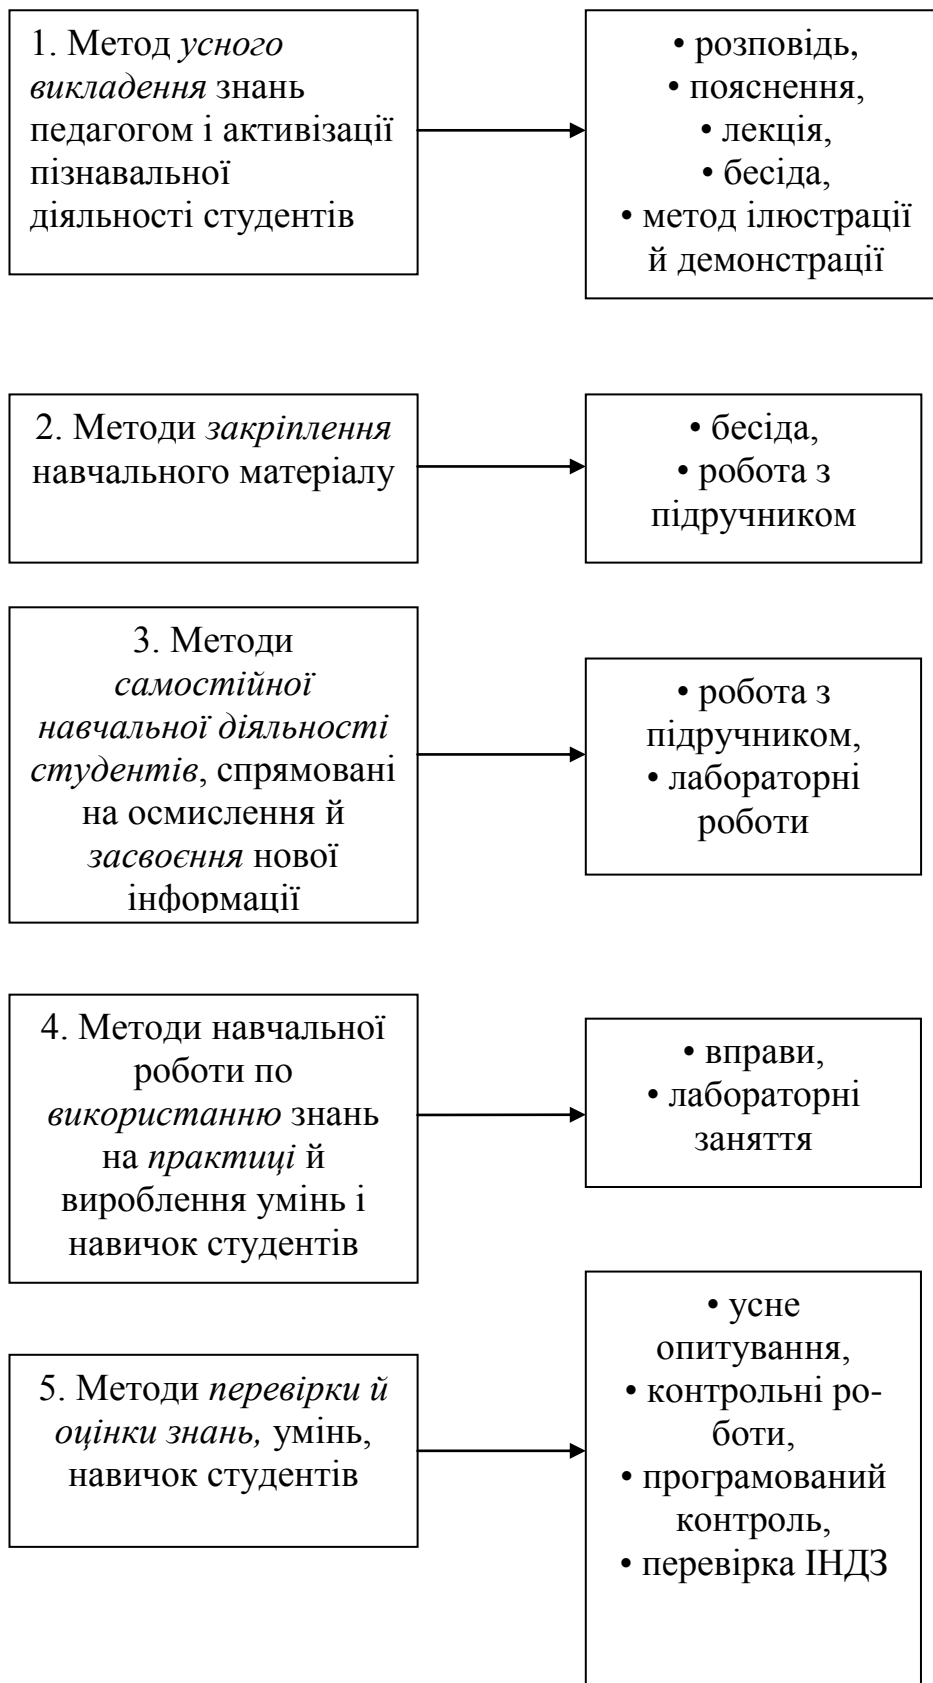 1. Метод усного
викладення знань
педагогом і активізації
пізнавальної
діяльності студентів
• розповідь,
• пояснення,
• лекція,
• бесіда,
• метод ілюстрації
й демонстрації
2. Методи закріплення
навчального матеріалу
• бесіда,
• робота з
підручником
3. Методи
самостійної
навчальної діяльності
студентів, спрямовані
на осмислення й
засвоєння нової
інформації
• робота з
підручником,
• лабораторні
роботи
4. Методи навчальної
роботи по
використанню знань
на практиці й
вироблення умінь і
навичок студентів
• вправи,
• лабораторні
заняття
5. Методи перевірки й
оцінки знань, умінь,
навичок студентів
• усне
опитування,
• контрольні ро-
боти,
• програмований
контроль,
• перевірка ІНДЗ